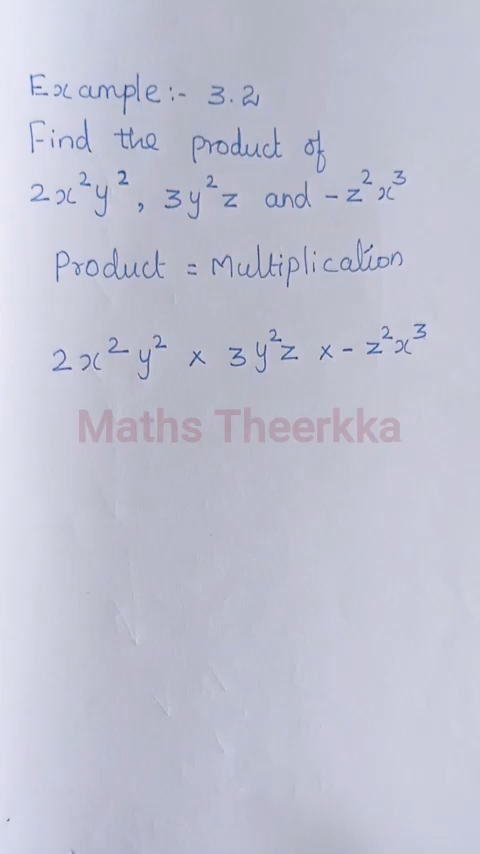 Example:- 3.2
Find the product of
2x²y², 3y²z and -z²x³
Product = Multiplication
2x²y² x 3y²z x - z²x³
Maths Theerkka